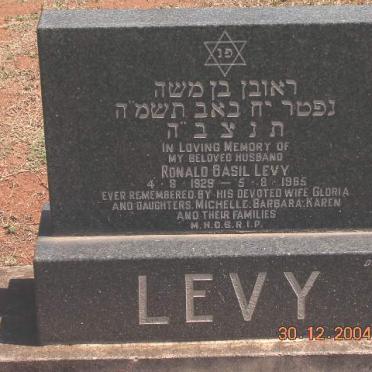 פנ
ראובן בן משה
נפטר יח באב תשמ"ה
ת נ צ ב "ה
IN LOVING MEMORY OF
MY BELOVED HUSBAND
RONALD BASIL LEVY
4 · 8 · 1929 — 5 · 8 · 1985
EVER REMEMBERED BY HIS DEVOTED WIFE GLORIA
AND DAUGHTERS, MICHELLE, BARBARA, KAREN
AND THEIR FAMILIES
M.H.D.S.R.I.P.
LEVY
30.12.2004